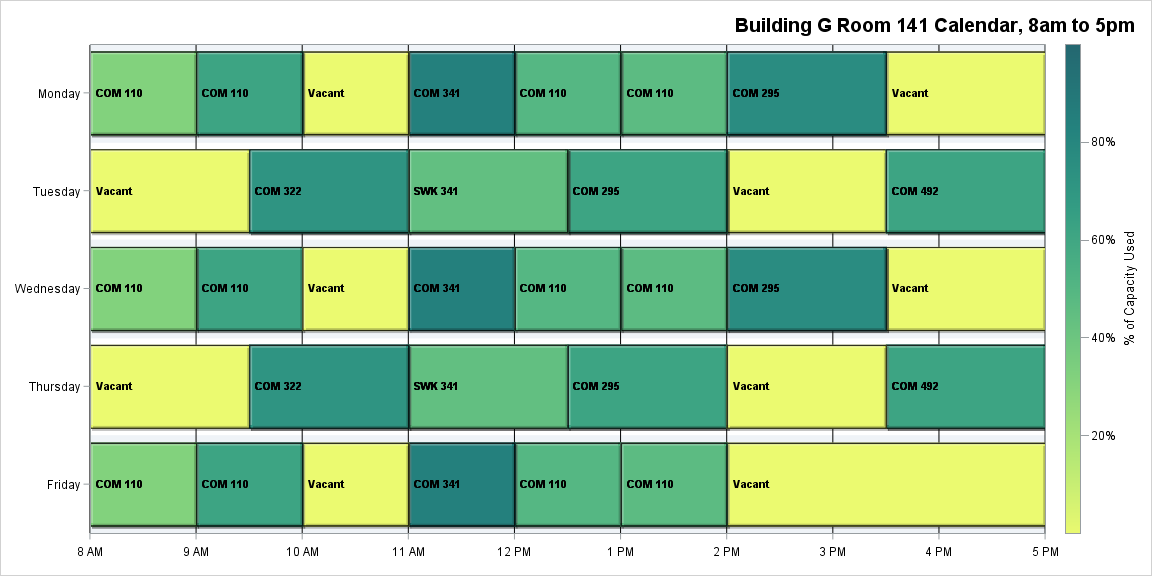 Building G Room 141 Calendar, 8am to 5pm
Monday
COM 110
COM 110
Vacant
COM 341
COM 110
COM 110
COM 295
Vacant
Tuesday
Vacant
COM 322
SWK 341
COM 295
Vacant
COM 492
Wednesday
COM 110
COM 110
Vacant
COM 341
COM 110
COM 110
COM 295
Vacant
Thursday
Vacant
COM 322
SWK 341
COM 295
Vacant
COM 492
Friday
COM 110
COM 110
Vacant
COM 341
COM 110
COM 110
Vacant
8 AM
9 AM
10 AM
11 AM
12 PM
1 PM
2 PM
3 PM
4 PM
5 PM
80%
60%
40%
20%
% of Capacity Used